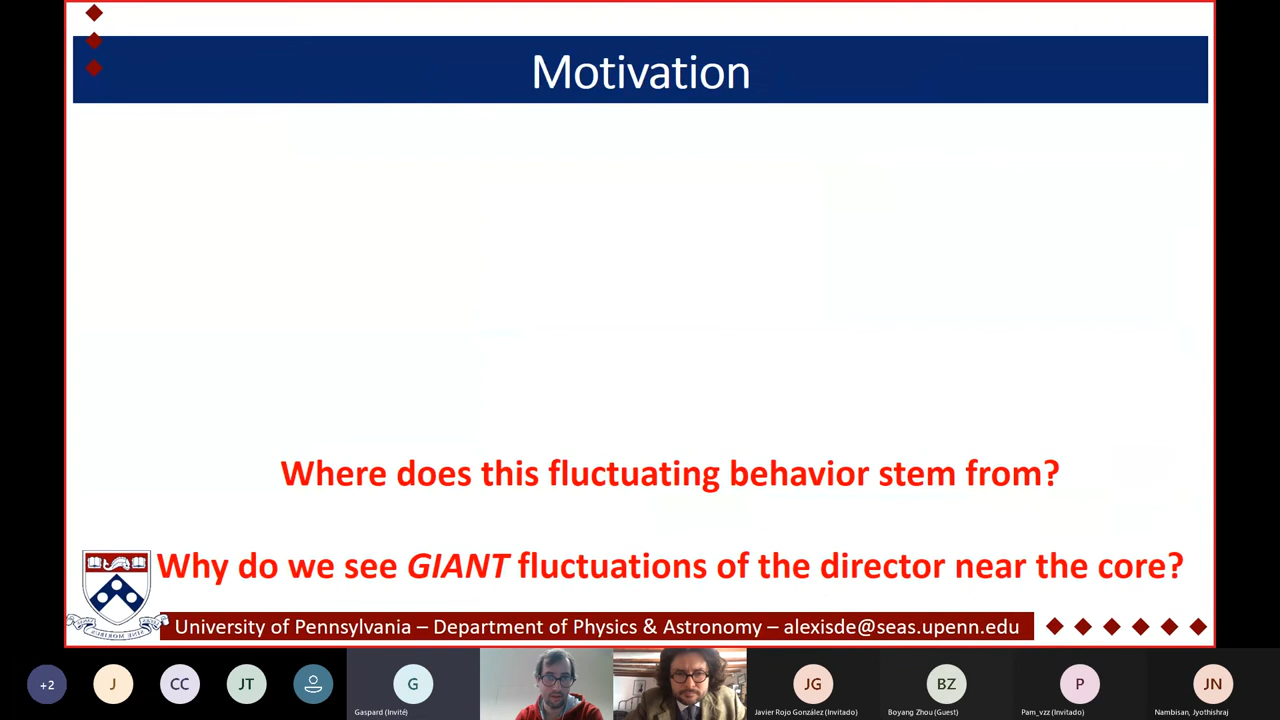 Motivation
Where does this fluctuating behavior stem from?
Why do we see GIANT fluctuations of the director near the core?
University of Pennsylvania – Department of Physics & Astronomy – alexisde@seas.upenn.edu
+2
J
CC
JT
G
JG
BZ
P
JN
Gaspard (Invité)
Javier Rojo González (Invitado)
Boyang Zhou (Guest)
Pam_vzz (Invitado)
Nambisan, Jyothishraj